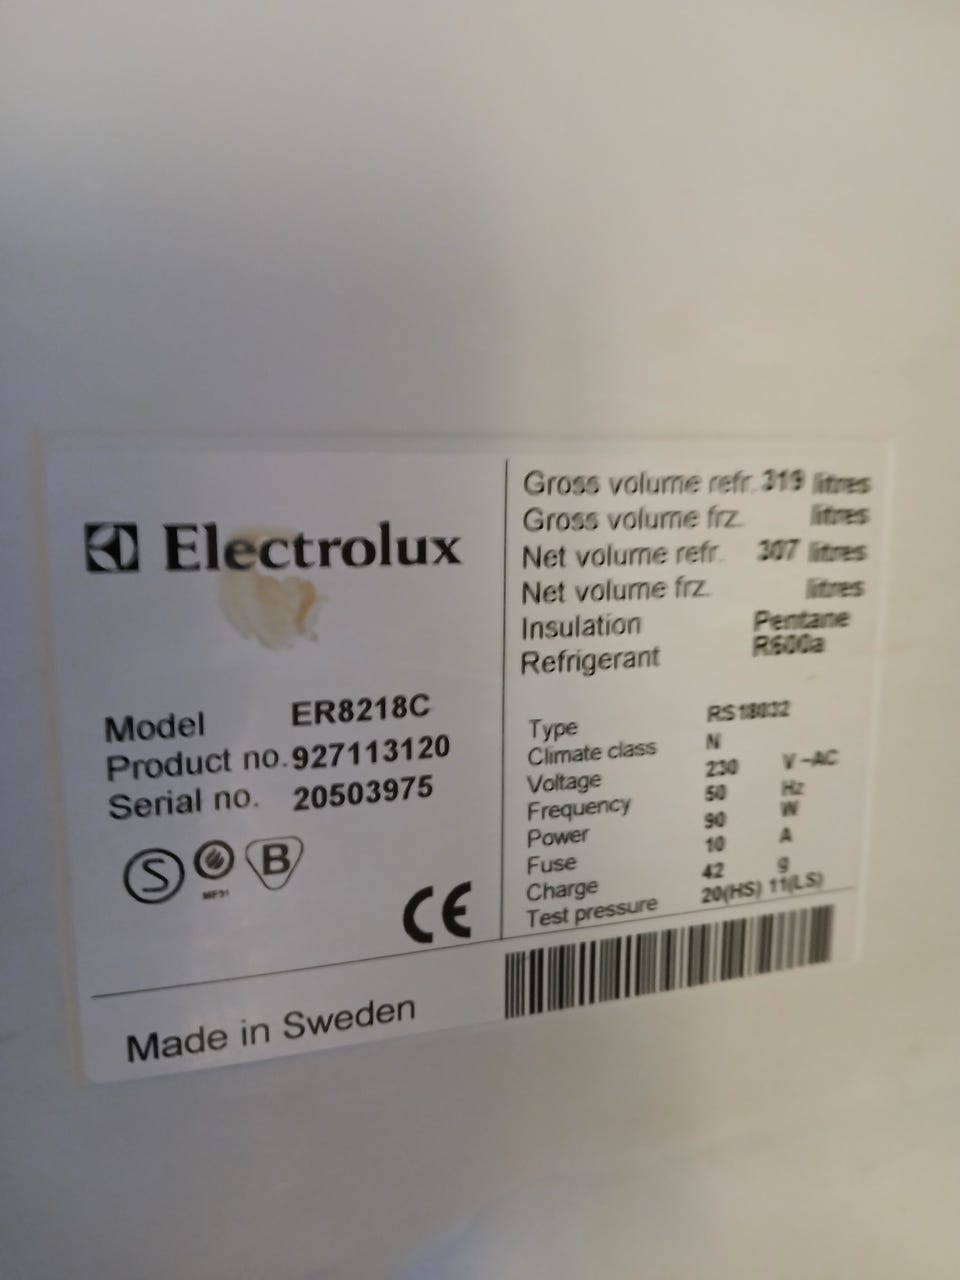 Electrolux
Model ER8218C
Product no. 927113120
Serial no. 20503975
S
MF91
B
CE
Made in Sweden
Gross volume refr. 319 litres
Gross volume frz. litres
Net volume refr. 307 litres
Net volume frz. litres
Insulation Pentane
Refrigerant R600a
Type RS18032
Climate class N
Voltage 230 V ~AC
Frequency 50 Hz
Power 90 W
Fuse 10 A
Charge 42 g
Test pressure 20(HS) 11(LS)